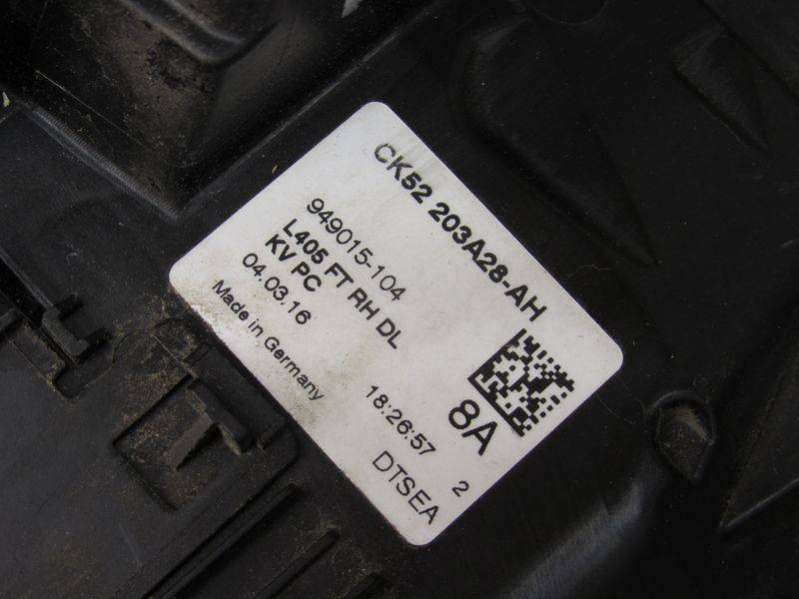 CK52 203A28-AH
949015-104
L405 FT RH DL
KV PC
04.03.16
18:26:57
8A
Made in Germany
DTSEA
2